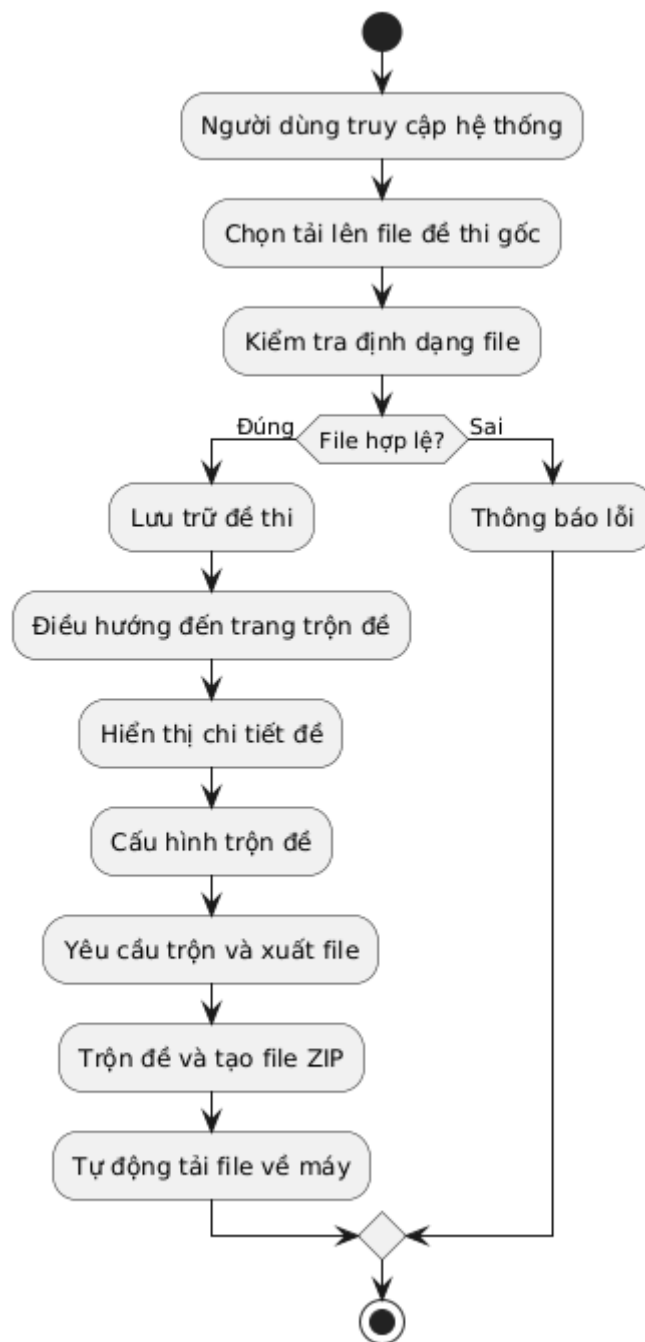 Người dùng truy cập hệ thống
Chọn tải lên file đề thi gốc
Kiểm tra định dạng file
File hợp lệ?
Đúng
Sai
Lưu trữ đề thi
Điều hướng đến trang trộn đề
Hiển thị chi tiết đề
Cấu hình trộn đề
Yêu cầu trộn và xuất file
Trộn đề và tạo file ZIP
Tự động tải file về máy
Thông báo lỗi